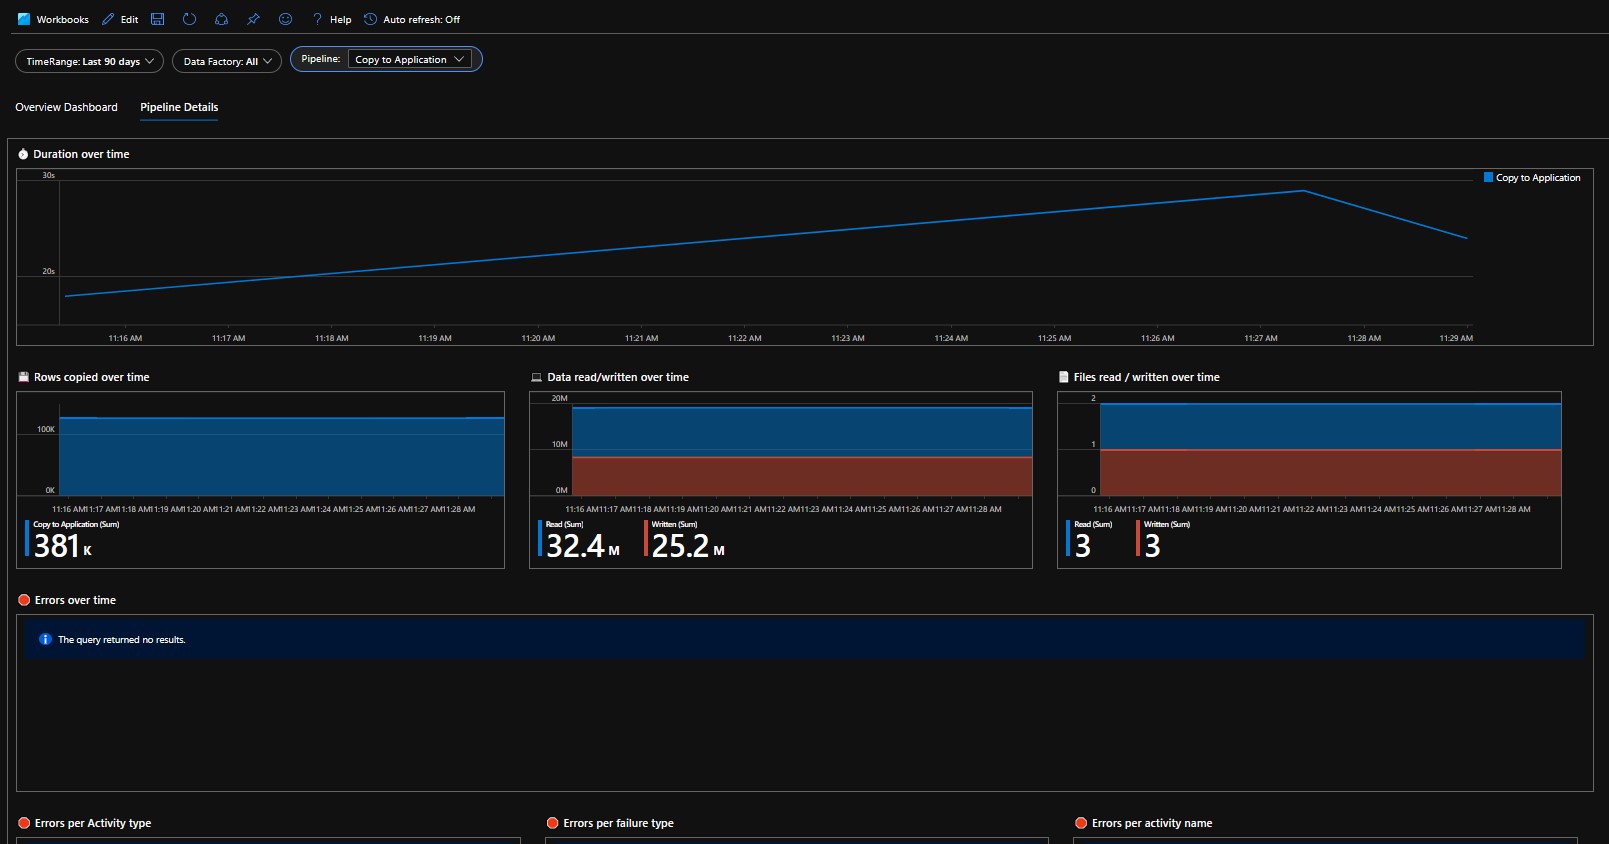 Workbooks Edit Help Auto refresh: Off
TimeRange: Last 90 days Data Factory: All Pipeline: Copy to Application
Overview Dashboard Pipeline Details
Duration over time
30s
20s
Copy to Application
11:16 AM 11:17 AM 11:18 AM 11:19 AM 11:20 AM 11:21 AM 11:22 AM 11:23 AM 11:24 AM 11:25 AM 11:26 AM 11:27 AM 11:28 AM 11:29 AM
Rows copied over time
100K
0K
11:16 AM11:17 AM11:18 AM11:19 AM11:20 AM11:21 AM11:22 AM11:23 AM11:24 AM11:25 AM11:26 AM11:27 AM11:28 AM
Copy to Application (Sum)
381 K
Data read/written over time
20M
10M
0M
11:16 AM11:17 AM11:18 AM11:19 AM11:20 AM11:21 AM11:22 AM11:23 AM11:24 AM11:25 AM11:26 AM11:27 AM11:28 AM
Read (Sum) Written (Sum)
32.4 M 25.2 M
Files read / written over time
2
1
0
11:16 AM11:17 AM11:18 AM11:19 AM11:20 AM11:21 AM11:22 AM11:23 AM11:24 AM11:25 AM11:26 AM11:27 AM11:28 AM
Read (Sum) Written (Sum)
3 3
Errors over time
The query returned no results.
Errors per Activity type
Errors per failure type
Errors per activity name